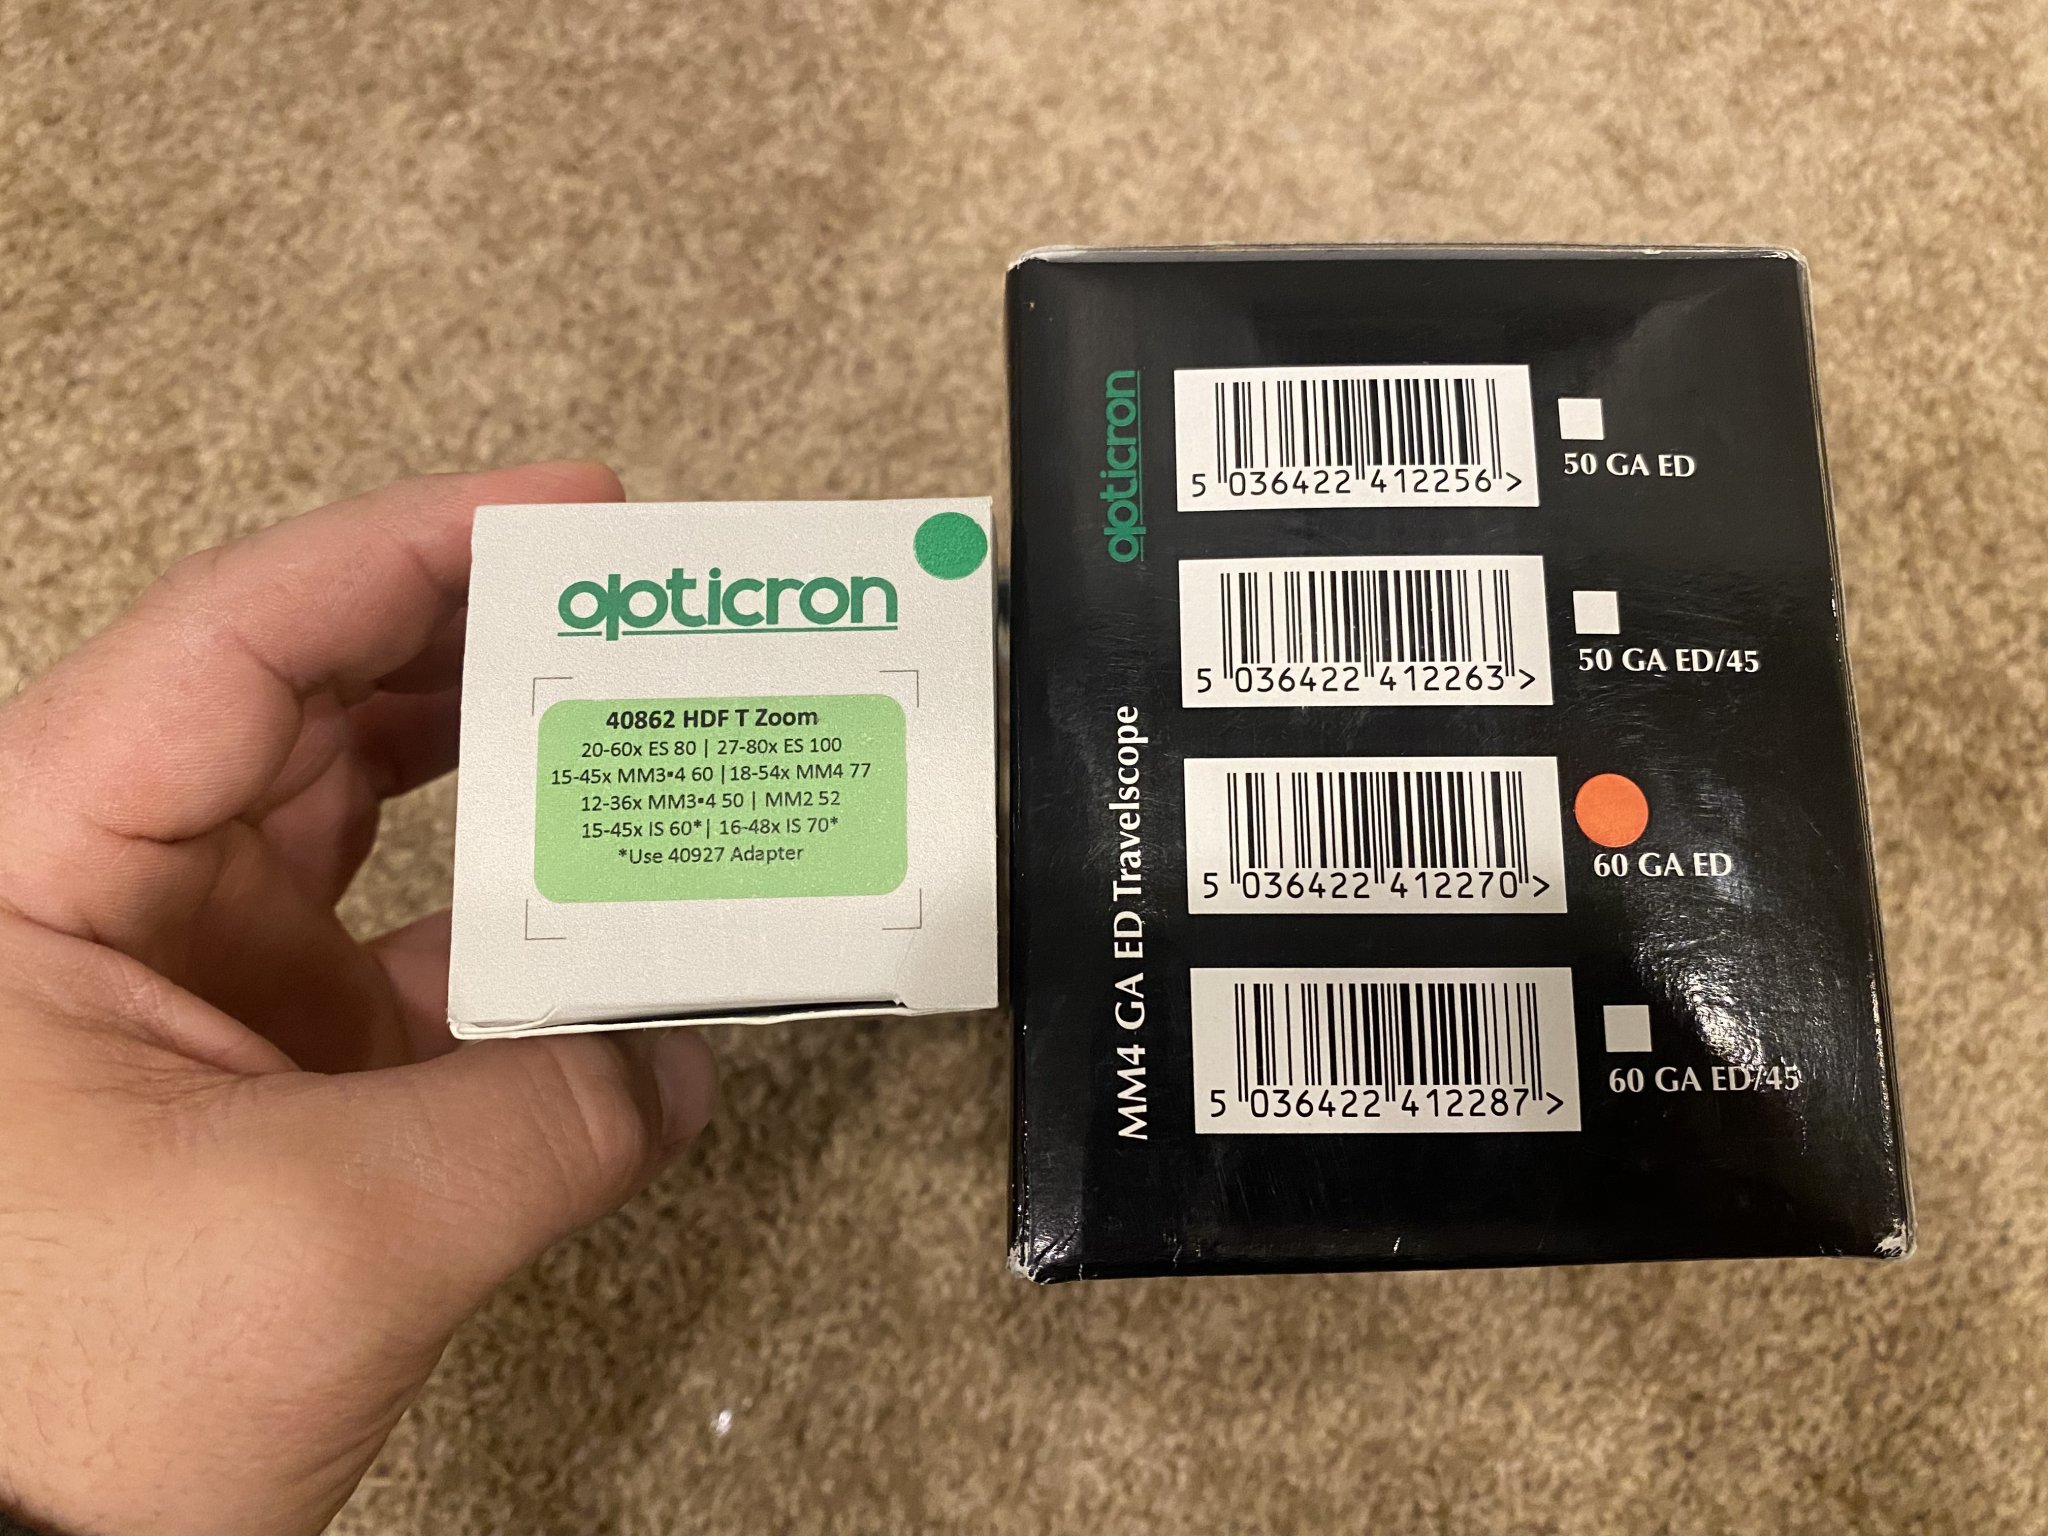 opticron
40862 HDF T Zoom
20-60x ES 80 | 27-80x ES 100
15-45x MM3▪4 60 | 18-54x MM4 77
12-36x MM3▪4 50 | MM2 52
15-45x IS 60* | 16-48x IS 70*
*Use 40927 Adapter
opticron
MM4 GA ED Travelscope
5 036422 412256 >
50 GA ED
5 036422 412263 >
50 GA ED/45
5 036422 412270 >
60 GA ED
5 036422 412287 >
60 GA ED/45